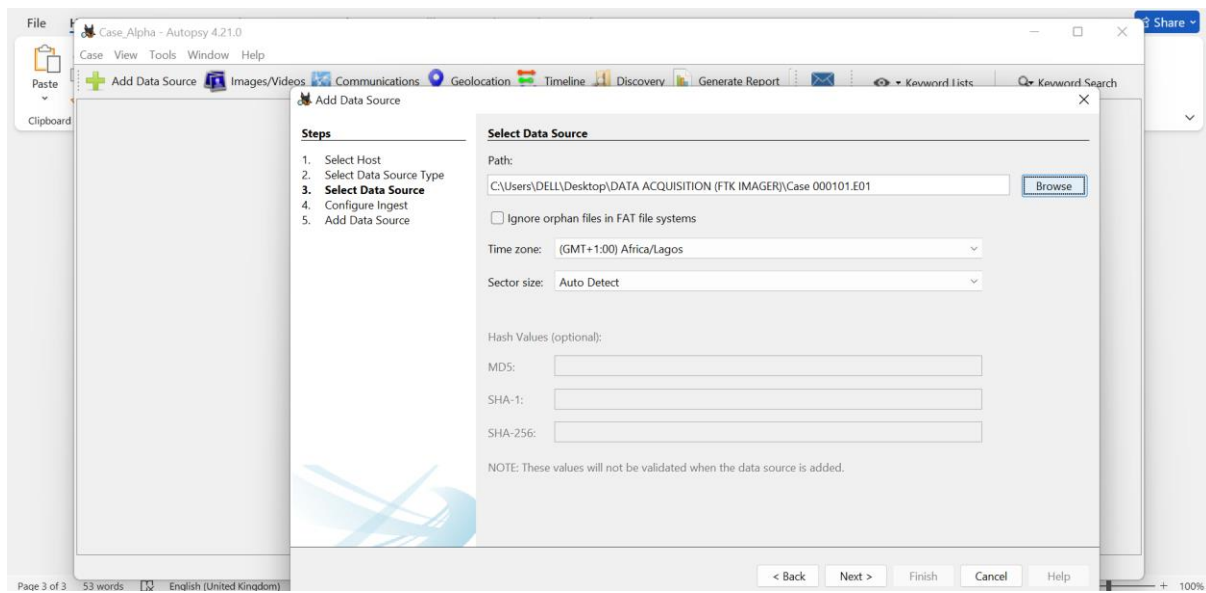 File
Share
Paste
Clipboard
Case_Alpha - Autopsy 4.21.0
Case View Tools Window Help
Add Data Source Images/Videos Communications Geolocation Timeline Discovery Generate Report Keyword Lists Keyword Search
Add Data Source
Steps
1. Select Host
2. Select Data Source Type
3. Select Data Source
4. Configure Ingest
5. Add Data Source
Select Data Source
Path:
C:\Users\DELL\Desktop\DATA ACQUISITION (FTK IMAGER)\Case 000101.E01 Browse
Ignore orphan files in FAT file systems
Time zone: (GMT+1:00) Africa/Lagos
Sector size: Auto Detect
Hash Values (optional):
MD5:
SHA-1:
SHA-256:
NOTE: These values will not be validated when the data source is added.
< Back Next > Finish Cancel Help
Page 3 of 3 53 words English (United Kingdom) 100%